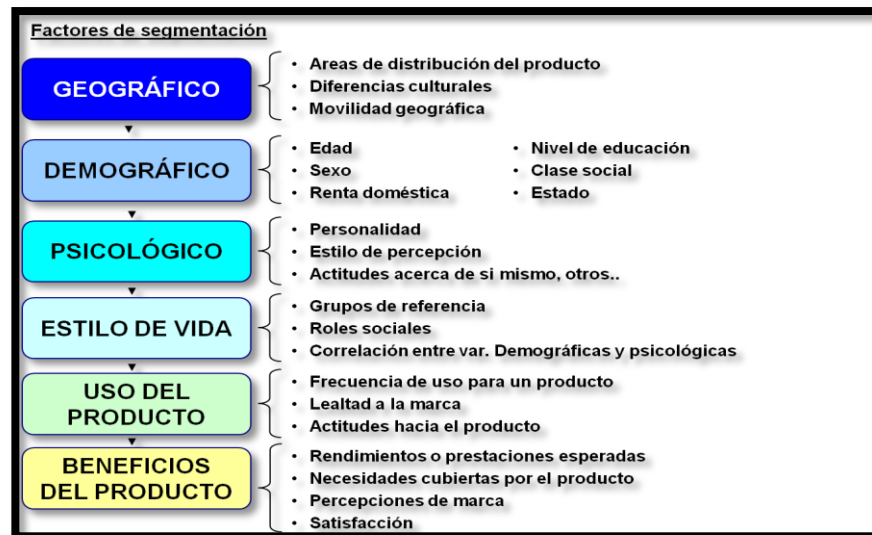 Factores de segmentación
GEOGRÁFICO
• Areas de distribución del producto
• Diferencias culturales
• Movilidad geográfica
DEMOGRÁFICO
• Edad
• Sexo
• Renta doméstica
• Nivel de educación
• Clase social
• Estado
PSICOLÓGICO
• Personalidad
• Estilo de percepción
• Actitudes acerca de si mismo, otros..
ESTILO DE VIDA
• Grupos de referencia
• Roles sociales
• Correlación entre var. Demográficas y psicológicas
USO DEL
PRODUCTO
• Frecuencia de uso para un producto
• Lealtad a la marca
• Actitudes hacia el producto
BENEFICIOS
DEL PRODUCTO
• Rendimientos o prestaciones esperadas
• Necesidades cubiertas por el producto
• Percepciones de marca
• Satisfacción